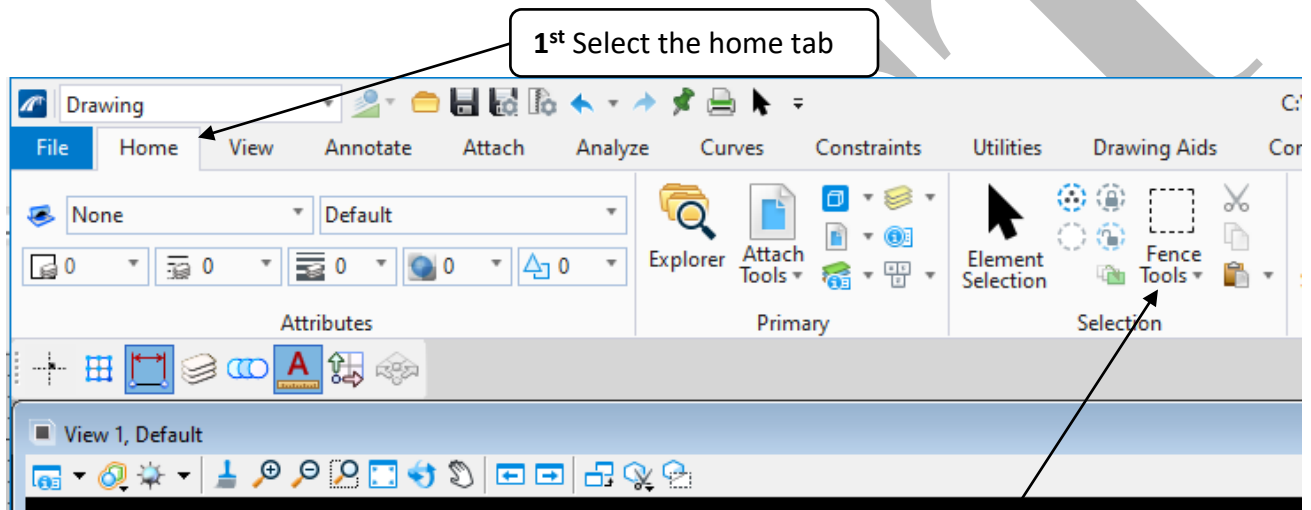 1st Select the home tab
Drawing
C:\
File Home View Annotate Attach Analyze Curves Constraints Utilities Drawing Aids Con
None Default
0 0 0 0 0
Explorer Attach Tools Element Selection Fence Tools
Attributes Primary Selection
View 1, Default